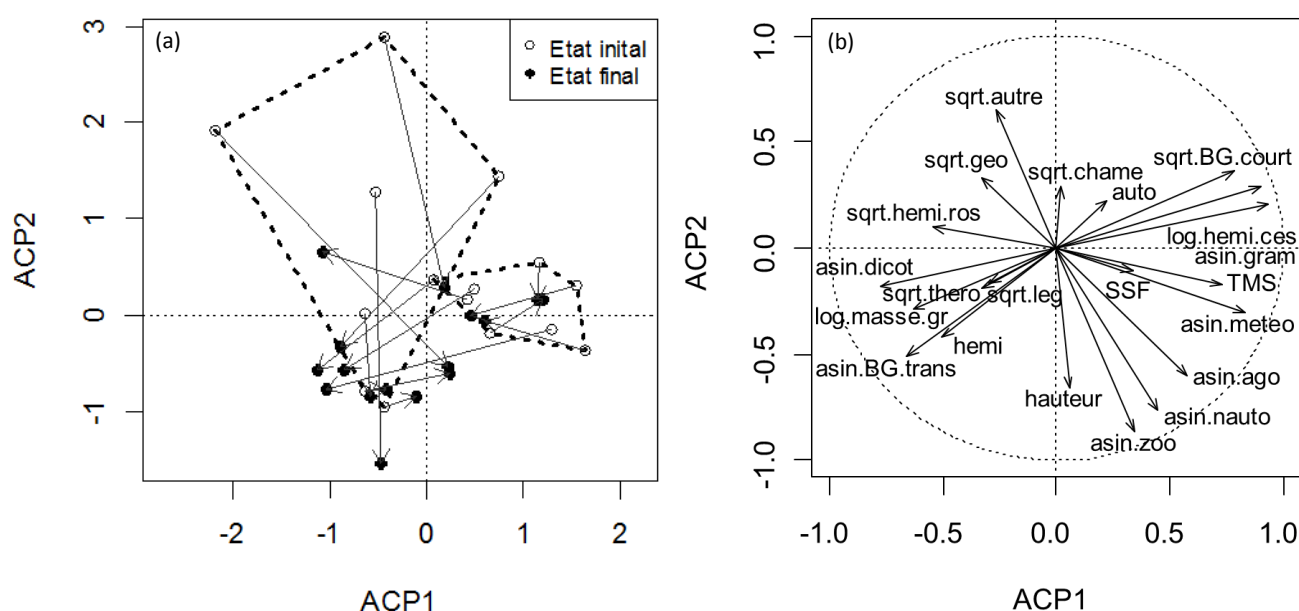 (a)
Etat inital
Etat final
3
2
1
0
-1
-2
-1
0
1
2
ACP2
ACP1
(b)
1.0
0.5
0.0
-0.5
-1.0
-1.0
-0.5
0.0
0.5
1.0
ACP2
ACP1
sqrt.autre
sqrt.geo
sqrt.chame
sqrt.BG.court
auto
sqrt.hemi.ros
log.hemi.ces
asin.gram
asin.dicot
sqrt.thero
sqrt.leg
SSF
TMS
log.masse.gr
asin.meteo
hemi
asin.BG.trans
asin.ago
hauteur
asin.nauto
asin.zoo